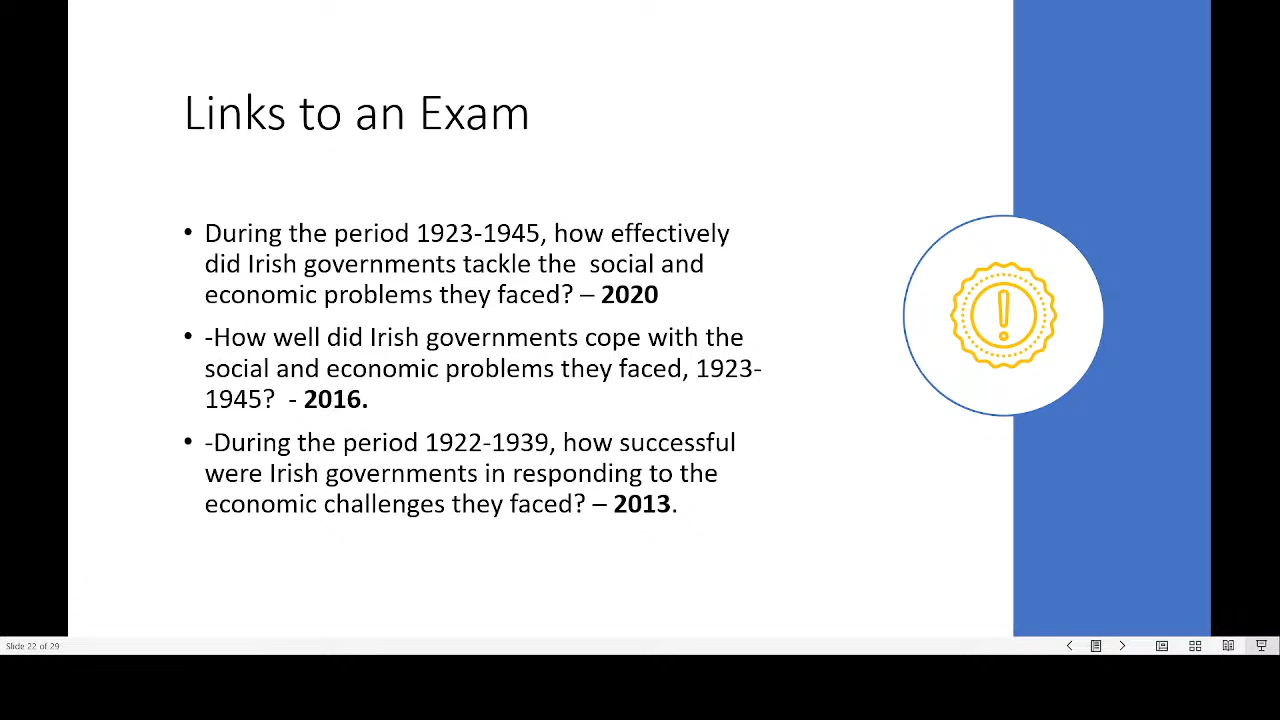 Links to an Exam
• During the period 1923-1945, how effectively
did Irish governments tackle the  social and
economic problems they faced? – 2020
• -How well did Irish governments cope with the
social and economic problems they faced, 1923-
1945?  - 2016.
• -During the period 1922-1939, how successful
were Irish governments in responding to the
economic challenges they faced? – 2013.
Slide 22 of 29